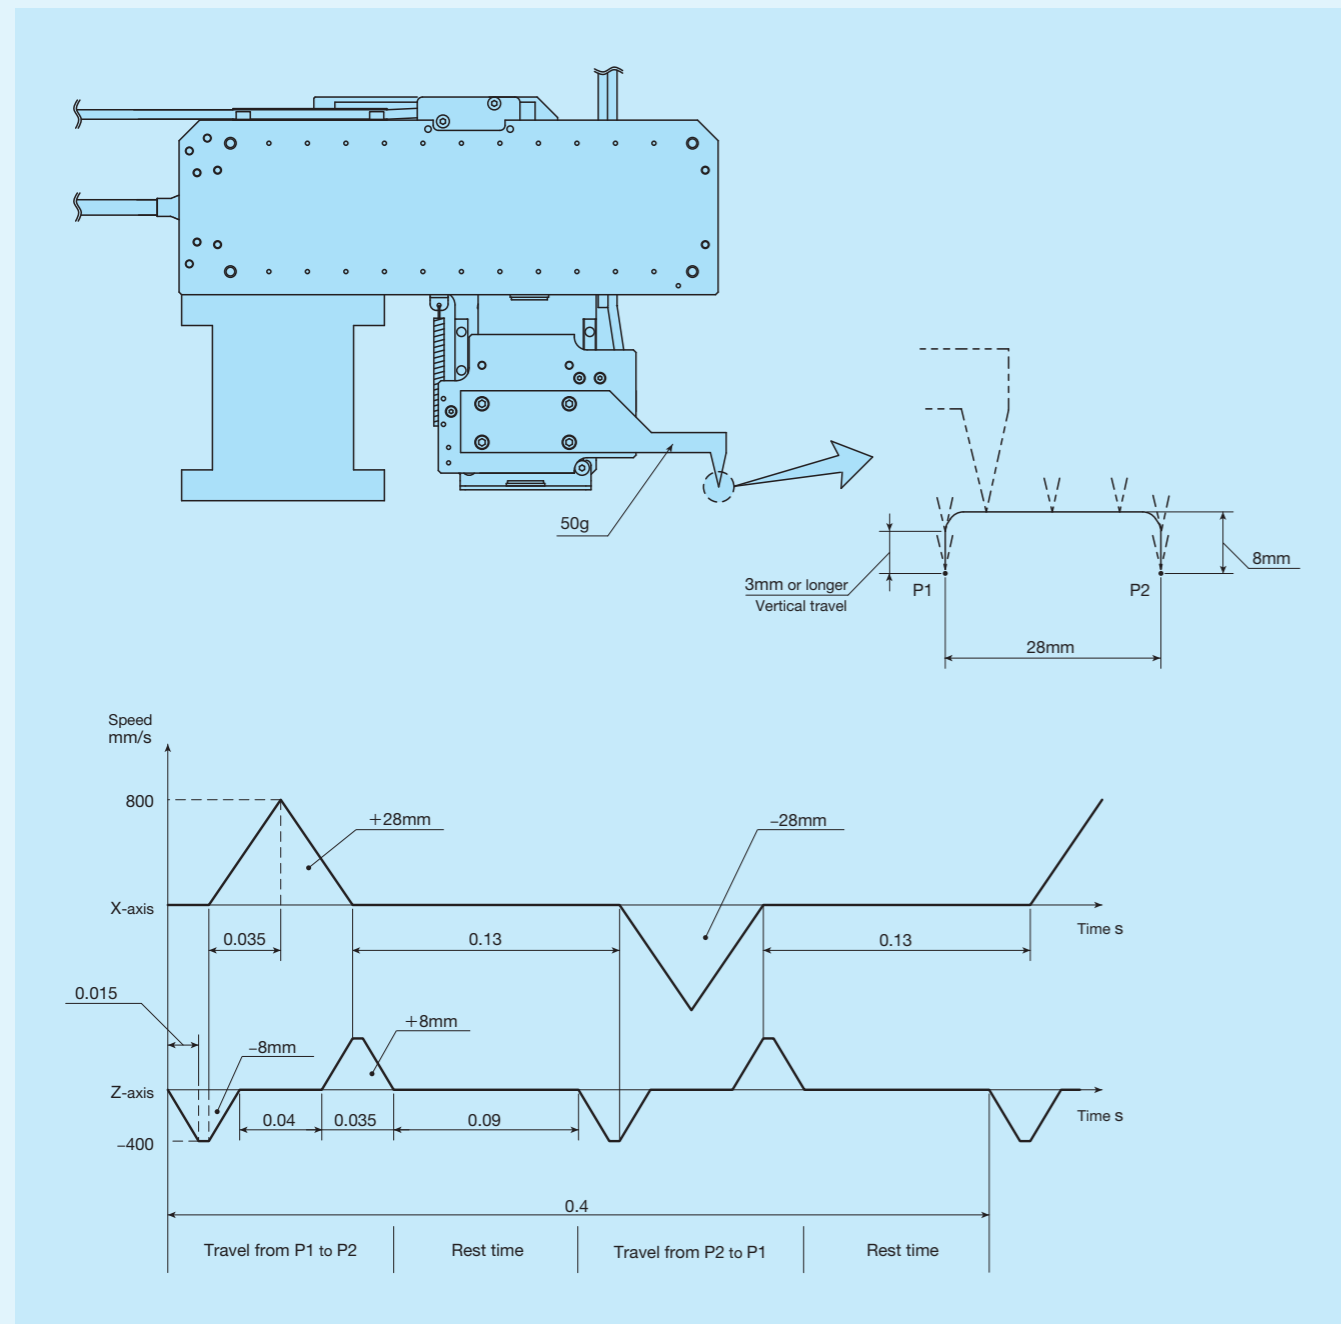 50g
3mm or longer
Vertical travel
P1
P2
8mm
28mm
Speed
mm/s
800
+28mm
−28mm
X-axis
Time s
0.035
0.13
0.13
0.015
+8mm
−8mm
Z-axis
Time s
0.04
0.035
0.09
−400
0.4
Travel from P1 to P2
Rest time
Travel from P2 to P1
Rest time